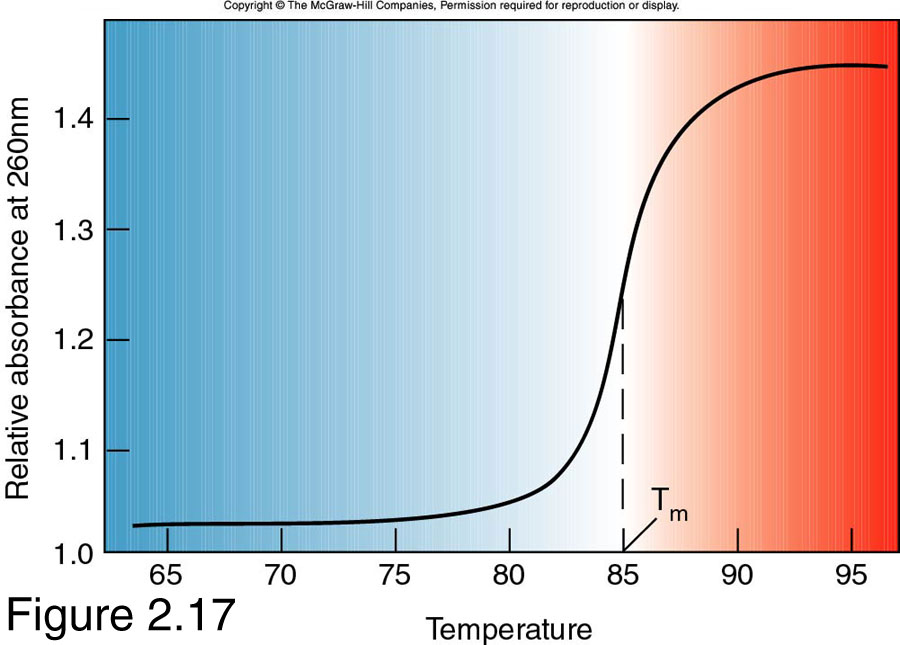 Copyright © The McGraw-Hill Companies, Permission required for reproduction or display.
Relative absorbance at 260nm
1.4
1.3
1.2
1.1
1.0
Tm
65 70 75 80 85 90 95
Figure 2.17
Temperature